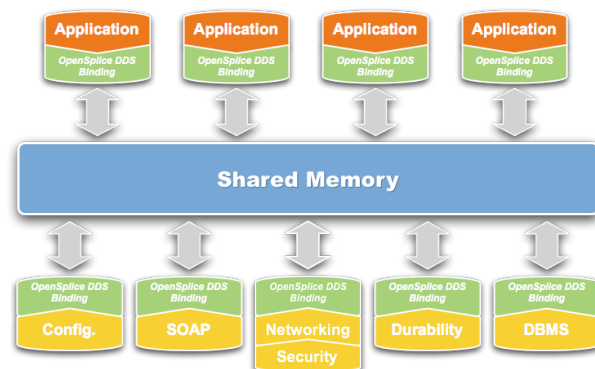 Application
OpenSplice DDS
Binding
Application
OpenSplice DDS
Binding
Application
OpenSplice DDS
Binding
Application
OpenSplice DDS
Binding
Shared Memory
OpenSplice DDS
Binding
Config.
OpenSplice DDS
Binding
SOAP
OpenSplice DDS
Binding
Networking
Security
OpenSplice DDS
Binding
Durability
OpenSplice DDS
Binding
DBMS